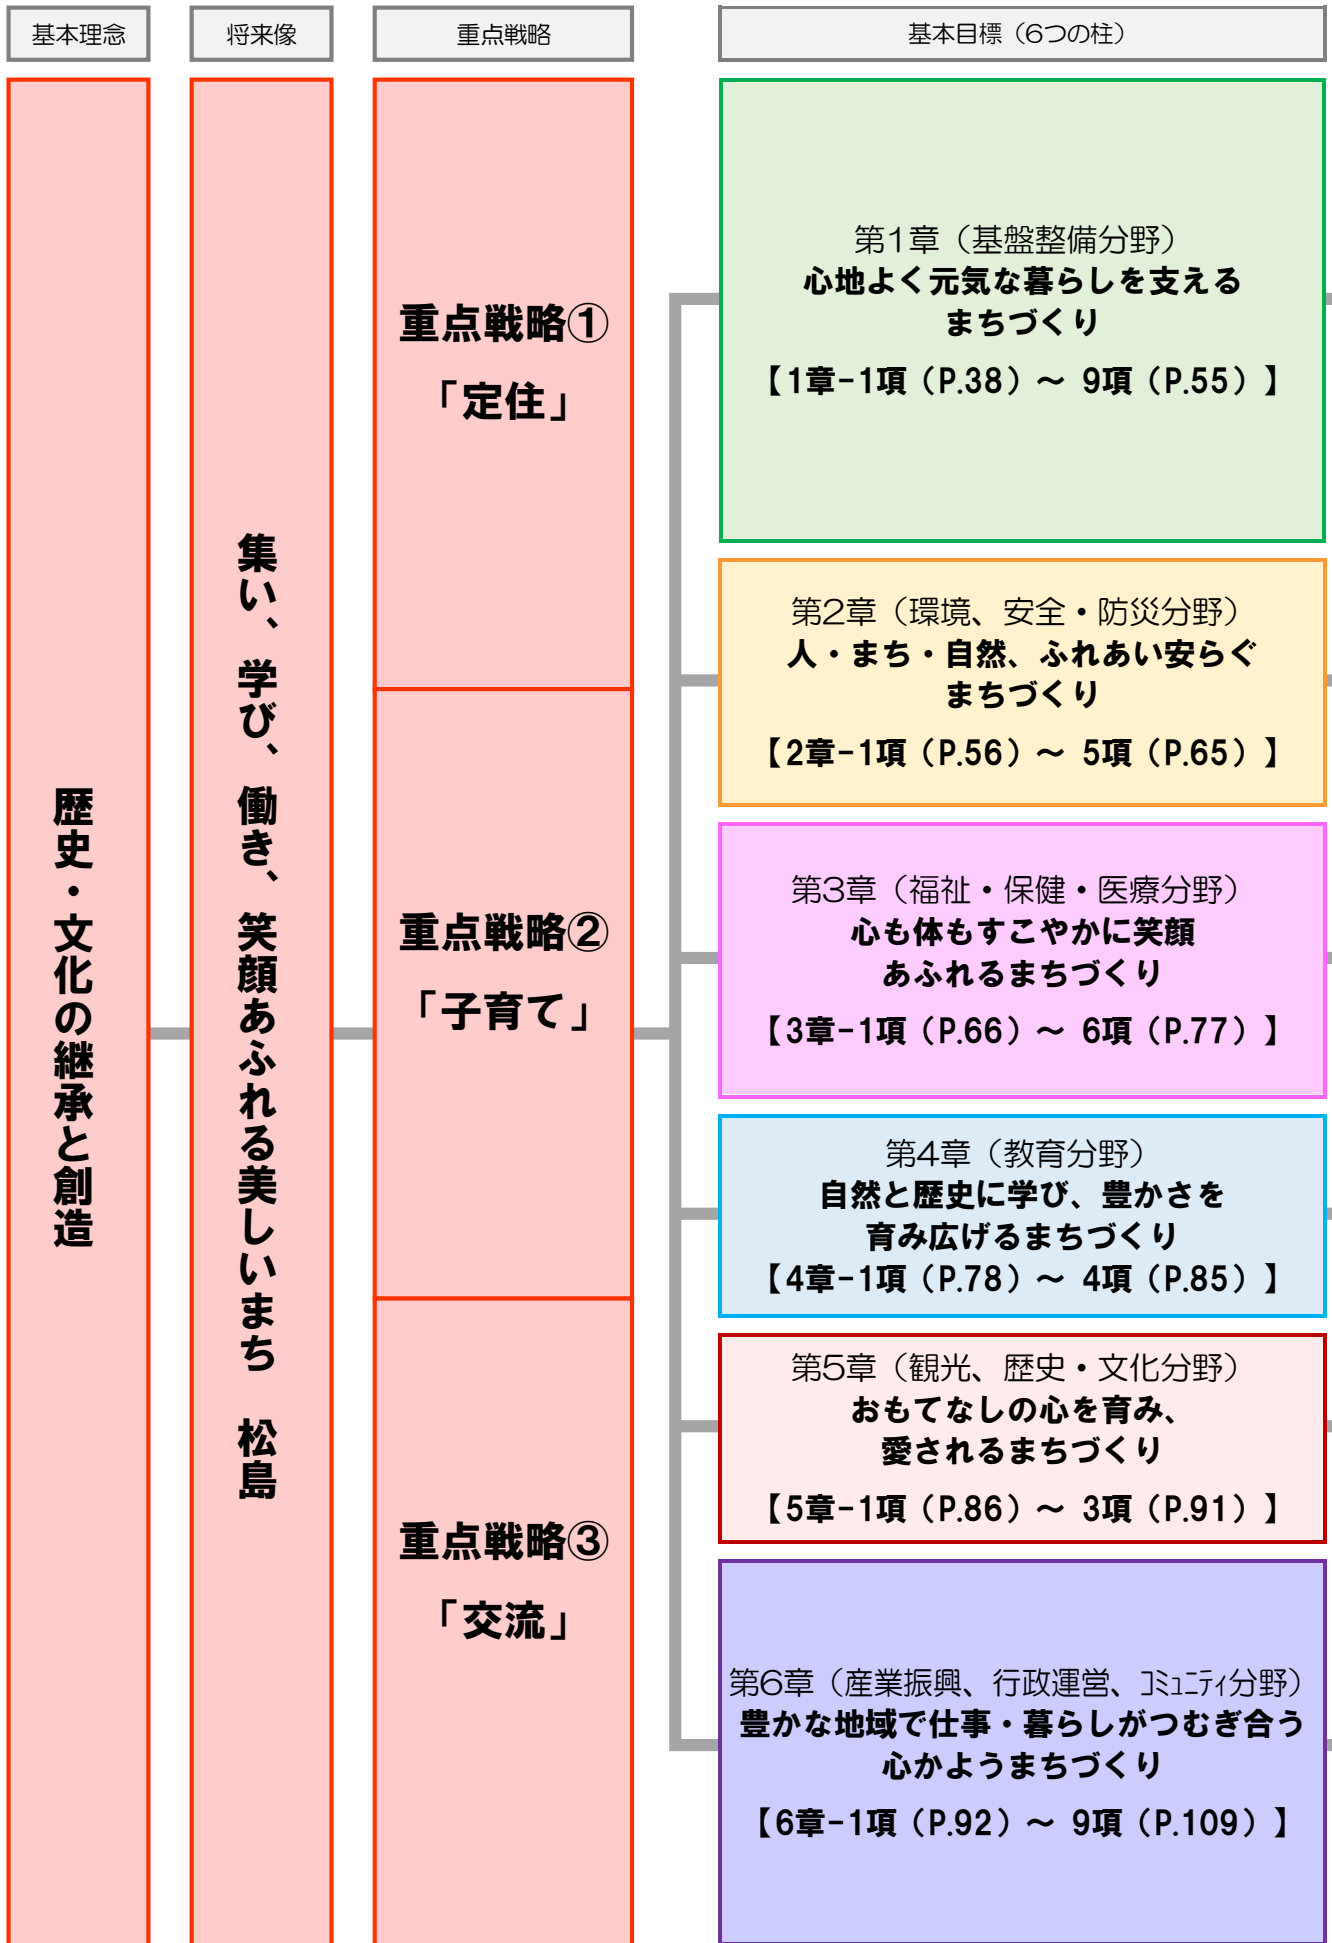 基本理念
将来像
重点戦略
基本目標（6つの柱）
歴史・文化の継承と創造
集い、学び、働き、笑顔あふれる美しいまち　松島
重点戦略①
「定住」
重点戦略②
「子育て」
重点戦略③
「交流」
第1章（基盤整備分野）
心地よく元気な暮らしを支える
まちづくり
【1章-1項（P.38）～ 9項（P.55）】
第2章（環境、安全・防災分野）
人・まち・自然、ふれあい安らぐ
まちづくり
【2章-1項（P.56）～ 5項（P.65）】
第3章（福祉・保健・医療分野）
心も体もすこやかに笑顔
あふれるまちづくり
【3章-1項（P.66）～ 6項（P.77）】
第4章（教育分野）
自然と歴史に学び、豊かさを
育み広げるまちづくり
【4章-1項（P.78）～ 4項（P.85）】
第5章（観光、歴史・文化分野）
おもてなしの心を育み、
愛されるまちづくり
【5章-1項（P.86）～ 3項（P.91）】
第6章（産業振興、行政運営、ｺﾐｭﾆﾃｨ分野）
豊かな地域で仕事・暮らしがつむぎ合う
心かようまちづくり
【6章-1項（P.92）～ 9項（P.109）】